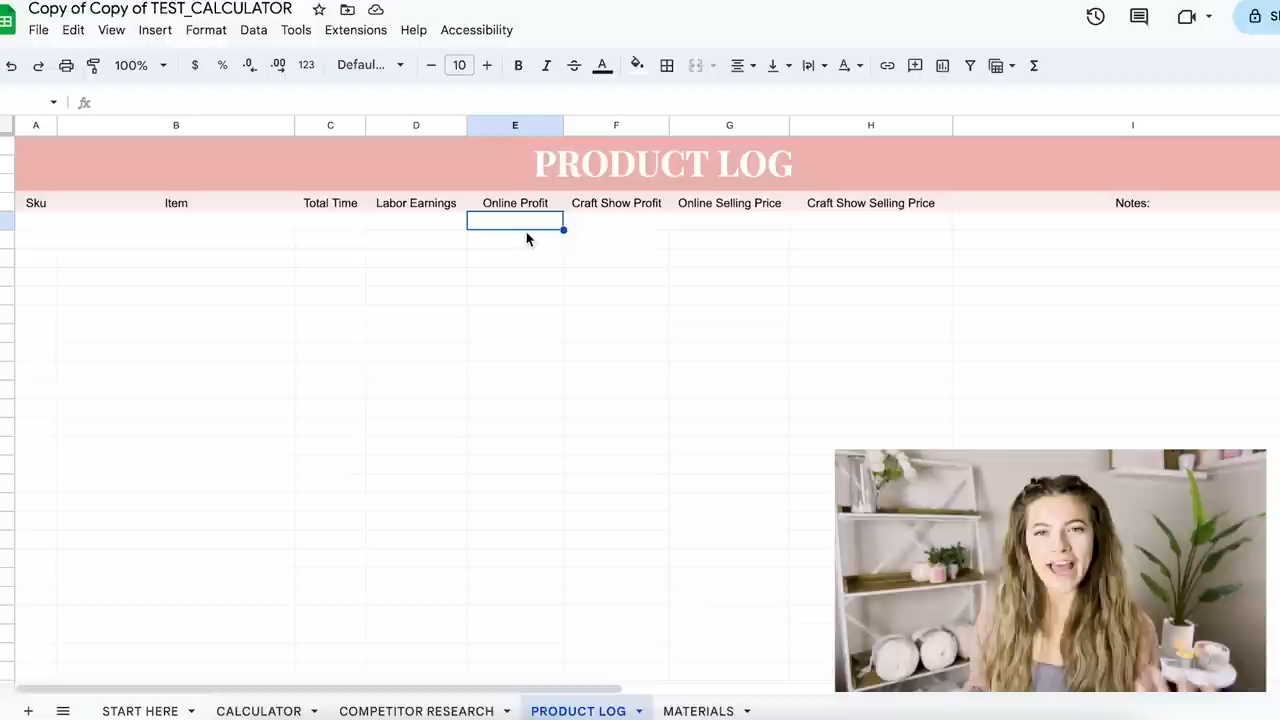 Copy of Copy of TEST_CALCULATOR
File Edit View Insert Format Data Tools Extensions Help Accessibility
100% $ % .0 .00 123 Defaul... 10 B I S A Σ
fx
A B C D E F G H I
PRODUCT LOG
Sku Item Total Time Labor Earnings Online Profit Craft Show Profit Online Selling Price Craft Show Selling Price Notes:
START HERE CALCULATOR COMPETITOR RESEARCH PRODUCT LOG MATERIALS